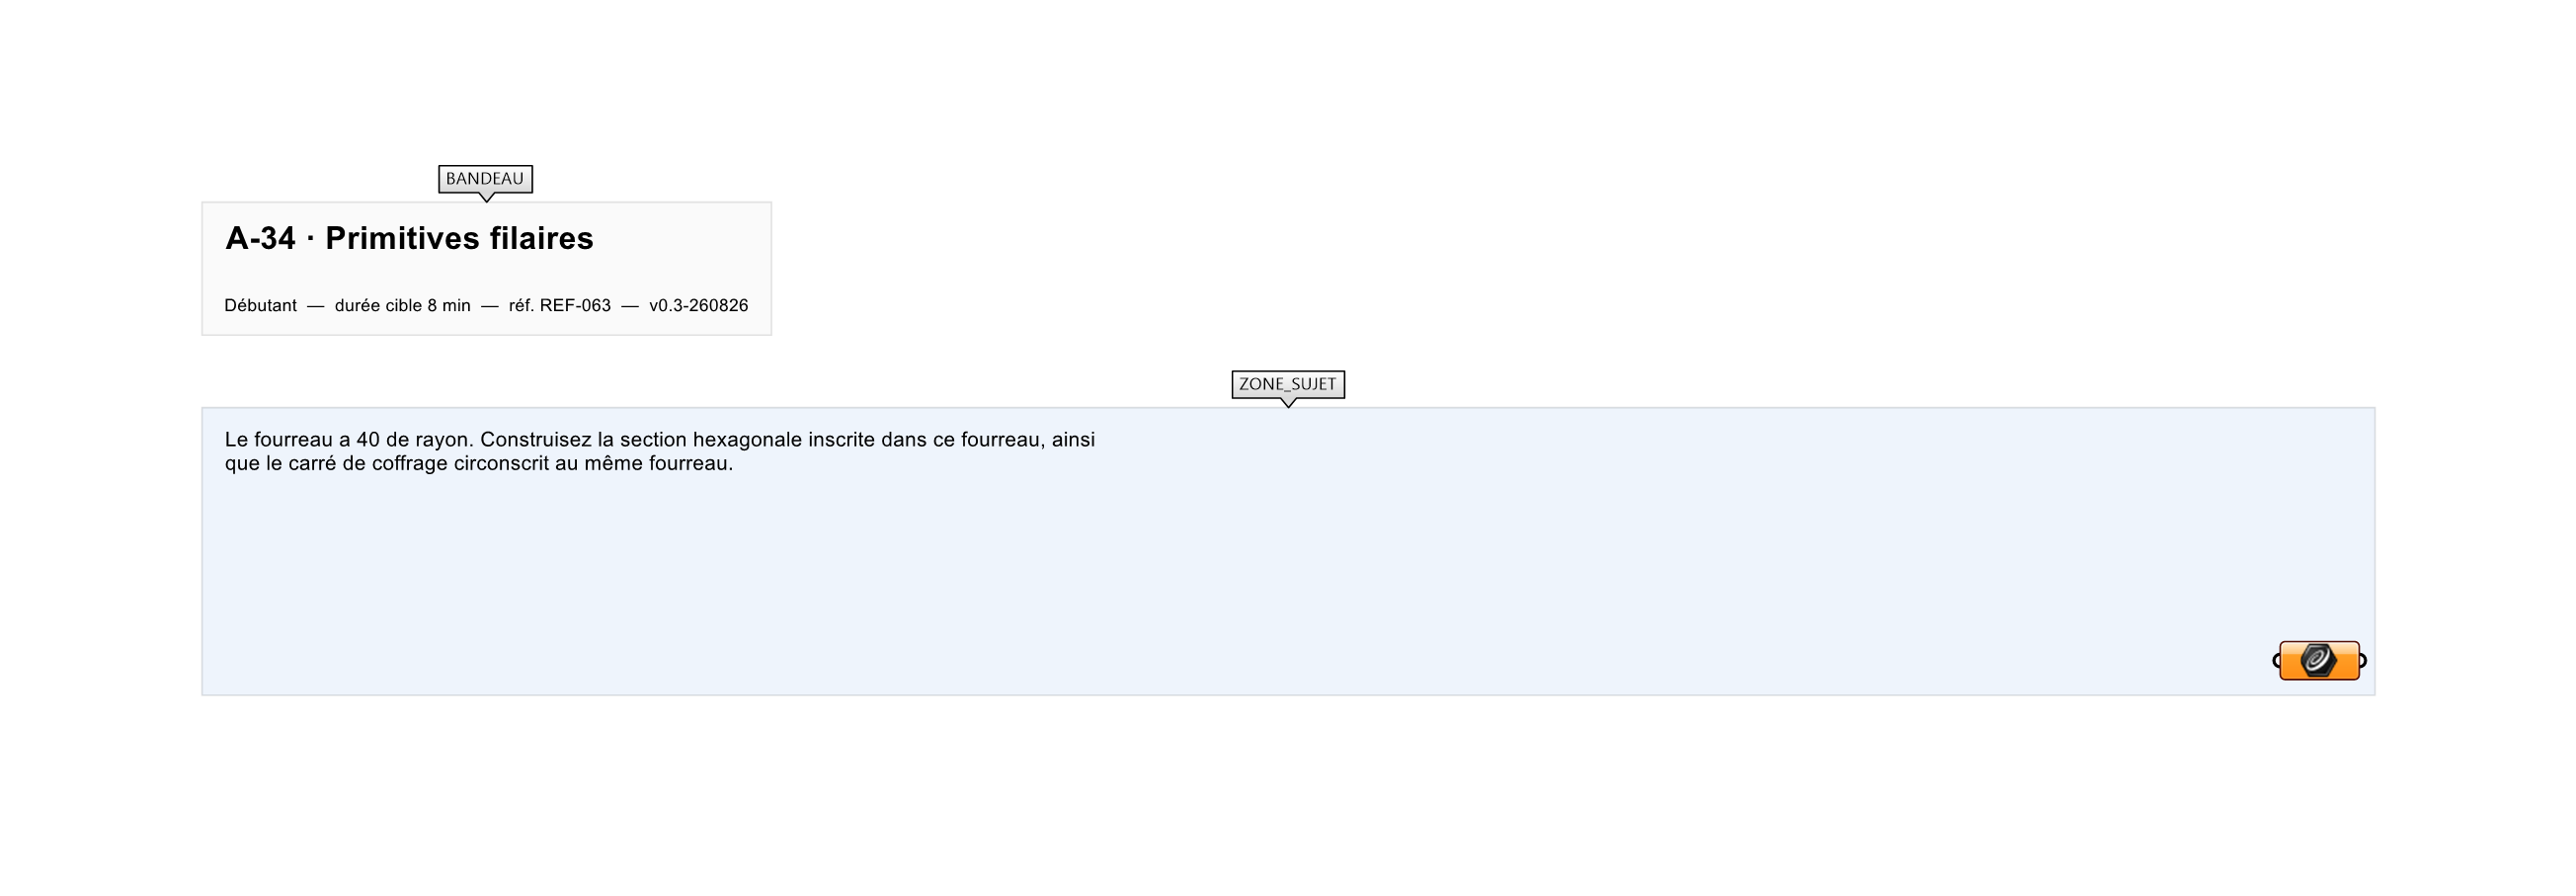 BANDEAU
A-34 · Primitives filaires
Débutant — durée cible 8 min — réf. REF-063 — v0.3-260826
ZONE_SUJET
Le fourreau a 40 de rayon. Construisez la section hexagonale inscrite dans ce fourreau, ainsi
que le carré de coffrage circonscrit au même fourreau.